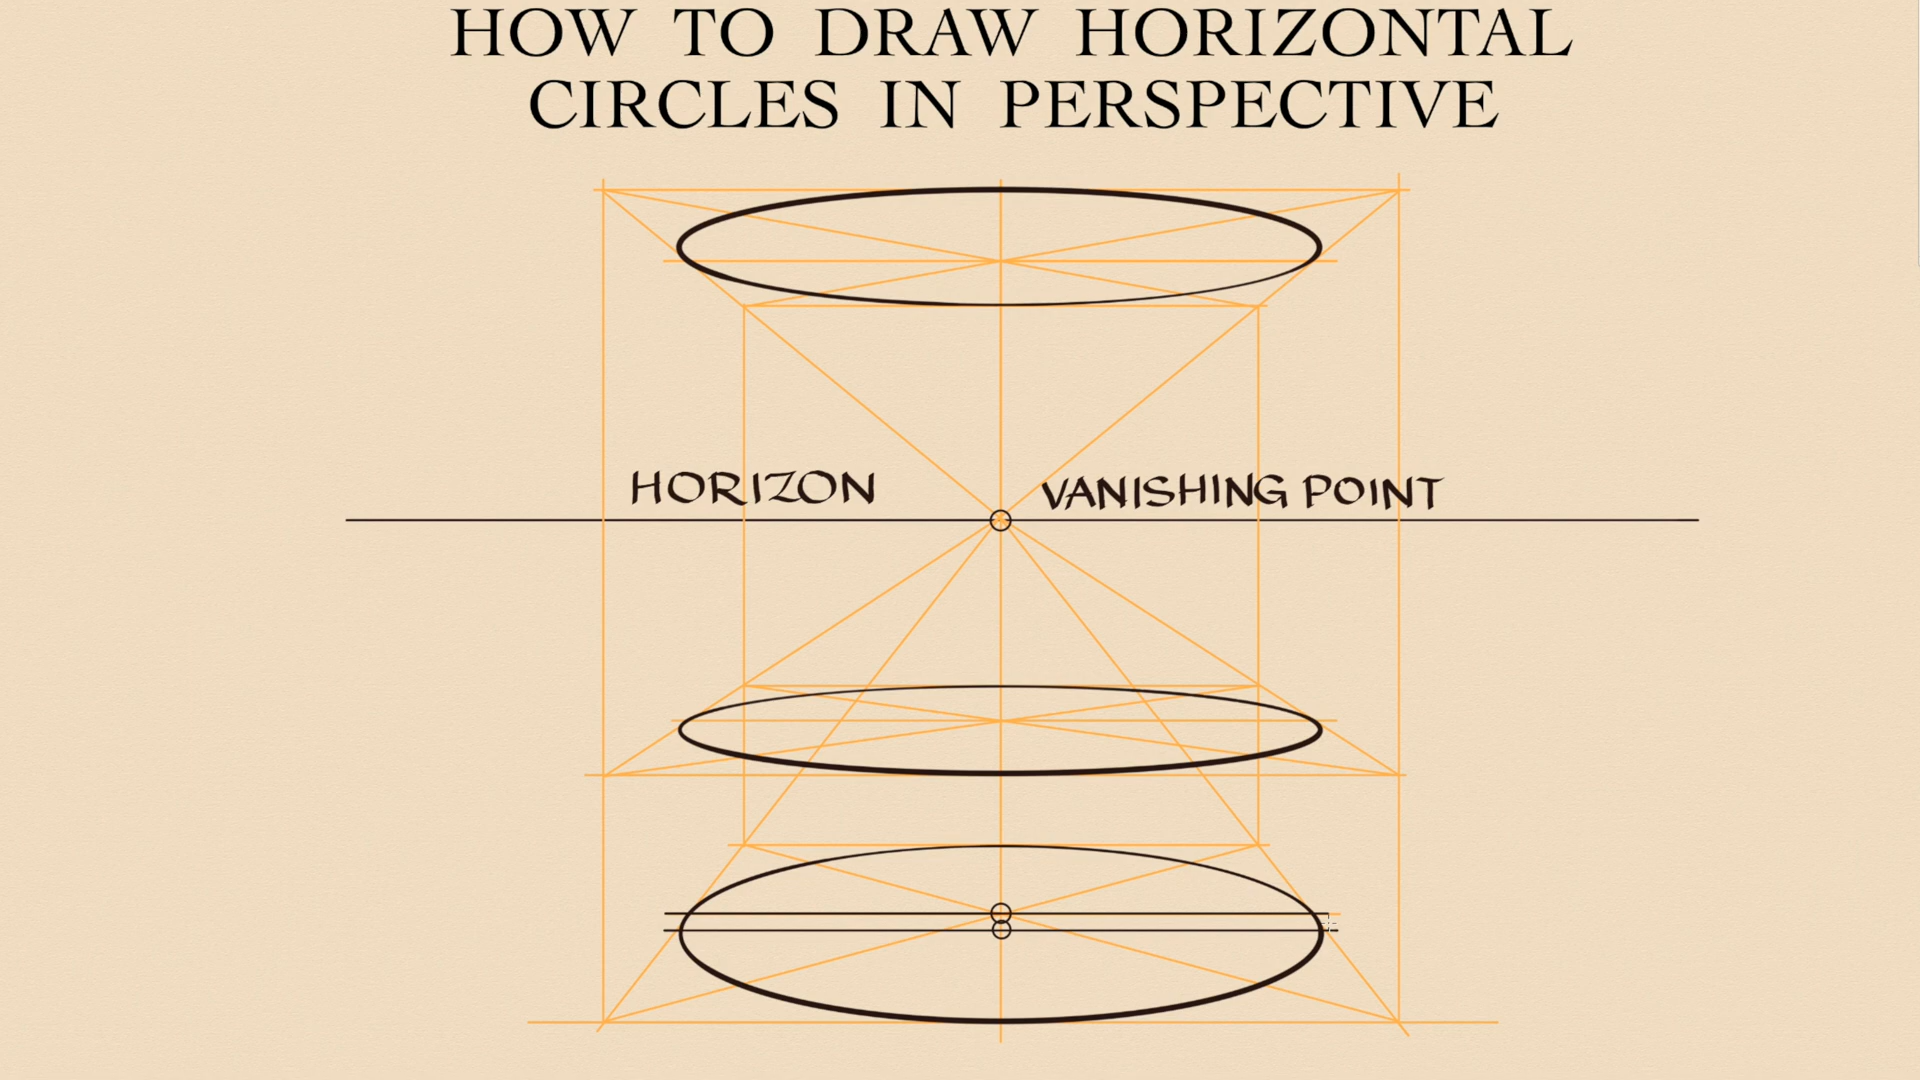 HOW TO DRAW HORIZONTAL
CIRCLES IN PERSPECTIVE
HORIZON
VANISHING POINT